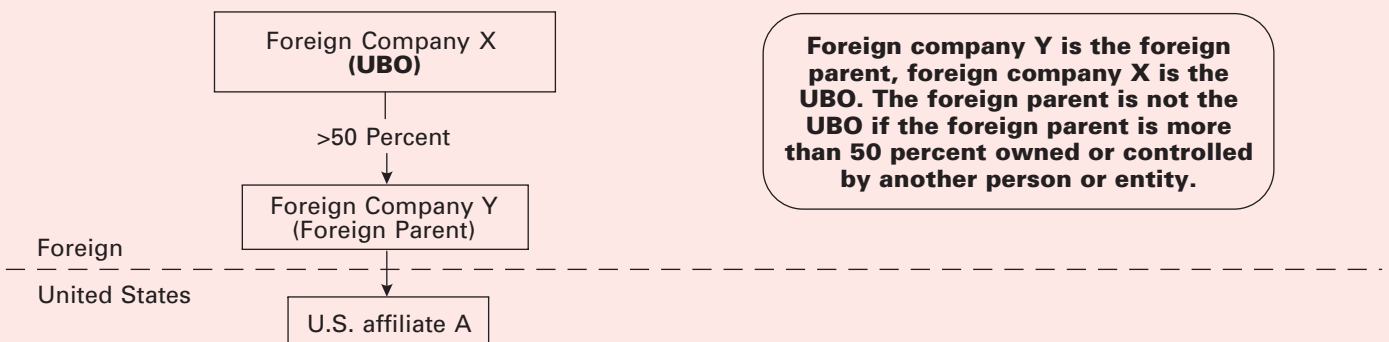 Foreign Company X
(UBO)
Foreign company Y is the foreign
parent, foreign company X is the
UBO. The foreign parent is not the
UBO if the foreign parent is more
than 50 percent owned or controlled
by another person or entity.
>50 Percent
Foreign Company Y
(Foreign Parent)
Foreign
United States
U.S. affiliate A